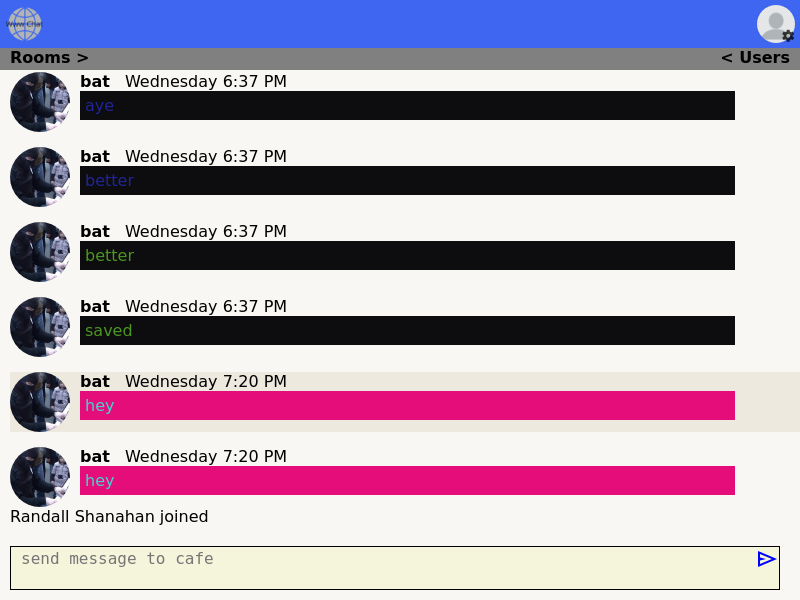 Www.Chat
Rooms > < Users
bat Wednesday 6:37 PM
aye
bat Wednesday 6:37 PM
better
bat Wednesday 6:37 PM
better
bat Wednesday 6:37 PM
saved
bat Wednesday 7:20 PM
hey
bat Wednesday 7:20 PM
hey
Randall Shanahan joined
send message to cafe